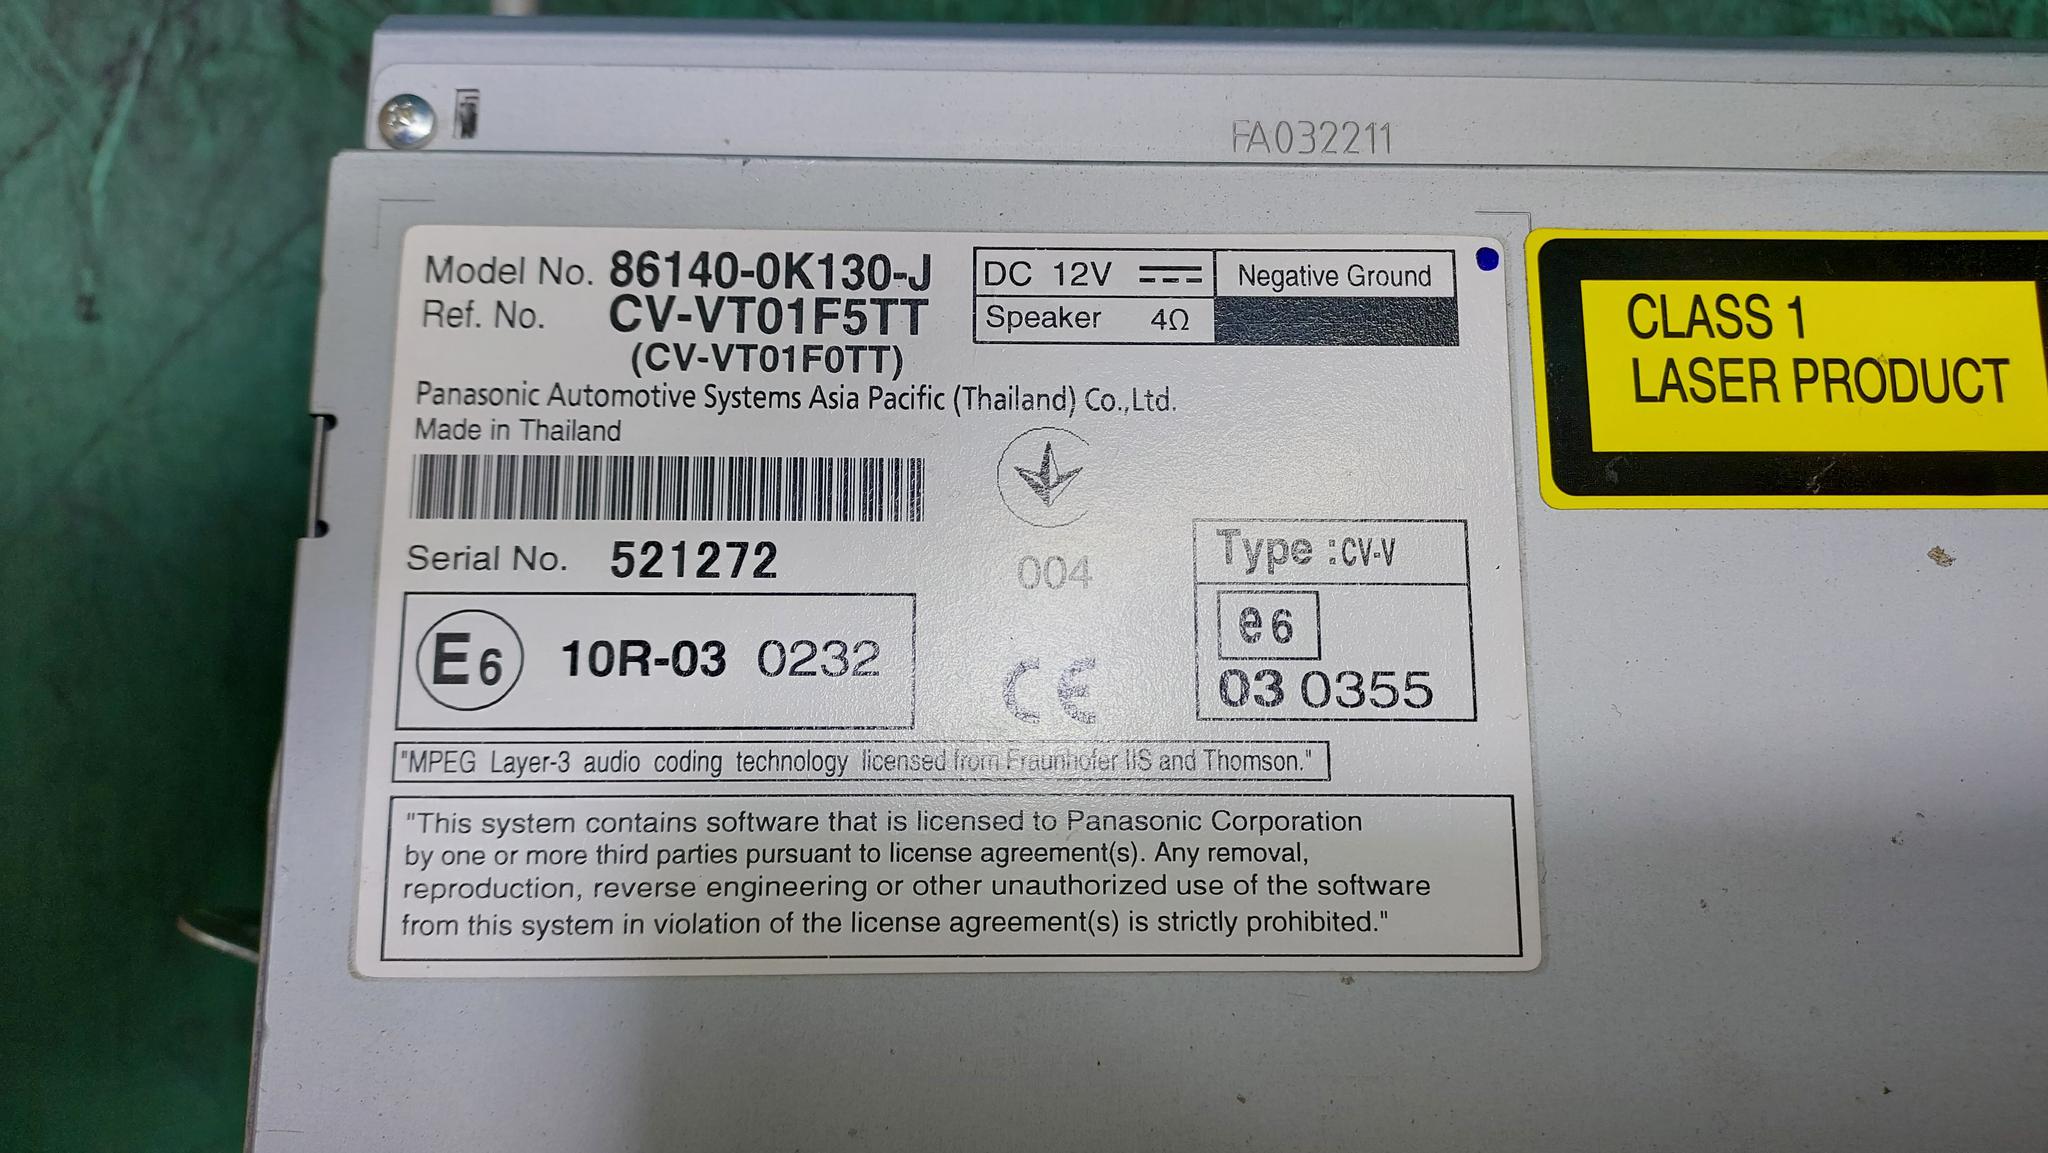 FA032211
Model No. 86140-0K130-J
Ref. No. CV-VT01F5TT
(CV-VT01F0TT)
DC 12V Negative Ground
Speaker 4Ω
Panasonic Automotive Systems Asia Pacific (Thailand) Co.,Ltd.
Made in Thailand
Serial No. 521272
004
E6 10R-03 0232
CE
Type :CV-V
e6
03 0355
"MPEG Layer-3 audio coding technology licensed from Fraunhofer IIS and Thomson."
"This system contains software that is licensed to Panasonic Corporation
by one or more third parties pursuant to license agreement(s). Any removal,
reproduction, reverse engineering or other unauthorized use of the software
from this system in violation of the license agreement(s) is strictly prohibited."
CLASS 1
LASER PRODUCT